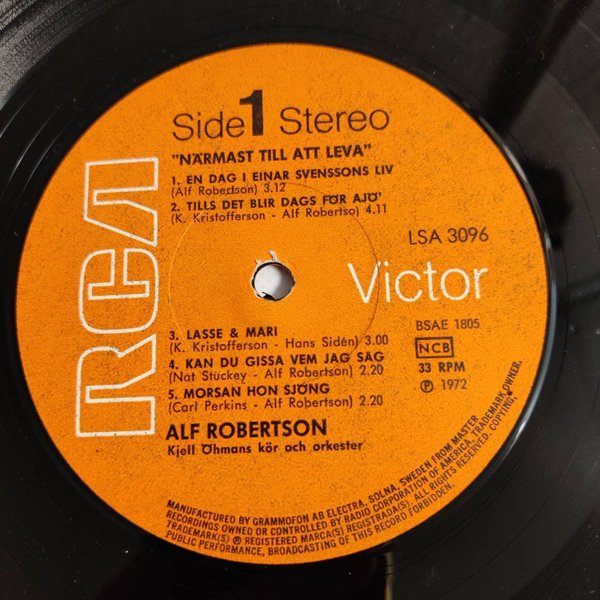 RCA
Side 1 Stereo
"NÄRMAST TILL ATT LEVA"
1. EN DAG I EINAR SVENSSONS LIV
(Alf Robertson) 3.12
2. TILLS DET BLIR DAGS FÖR AJÖ'
(K. Kristofferson - Alf Robertso) 4.11
LSA 3096
Victor
3. LASSE & MARI
(K. Kristofferson - Hans Sidén) 3.00
4. KAN DU GISSA VEM JAG SAG
(Nat Stuckey - Alf Robertson) 2.20
5. MORSAN HON SJÖNG
(Carl Perkins - Alf Robertson) 2.20
BSAE 1805
NCB
33 RPM
℗ 1972
ALF ROBERTSON
Kjell Öhmans kör och orkester
MANUFACTURED BY GRAMMOFON AB ELECTRA, SOLNA, SWEDEN FROM MASTER
RECORDINGS OWNED OR CONTROLLED BY RADIO CORPORATION OF AMERICA, TRADEMARK OWNER.
TRADEMARK(S) ® REGISTERED MARCA(S) REGISTRADA(S). ALL RIGHTS RESERVED. COPYING,
PUBLIC PERFORMANCE, BROADCASTING OF THIS RECORD FORBIDDEN.